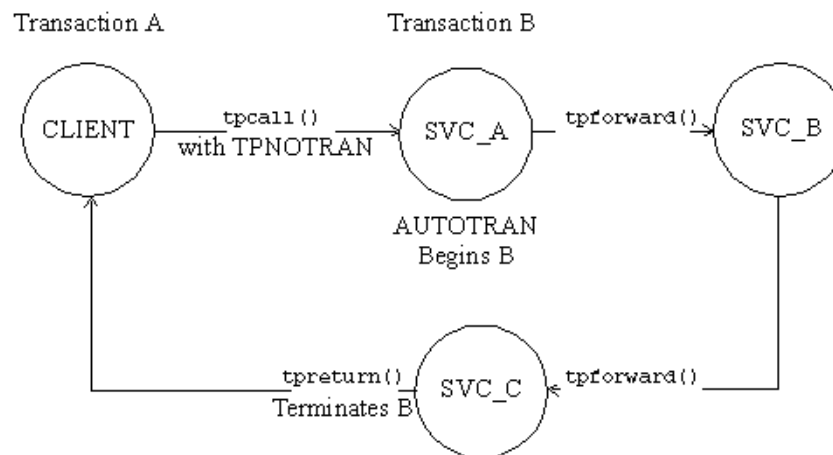 Transaction A
Transaction B
CLIENT
tpcall()
with TPNOTRAN
SVC_A
tpforward()
SVC_B
AUTOTRAN
Begins B
tpreturn()
Terminates B
SVC_C
tpforward()